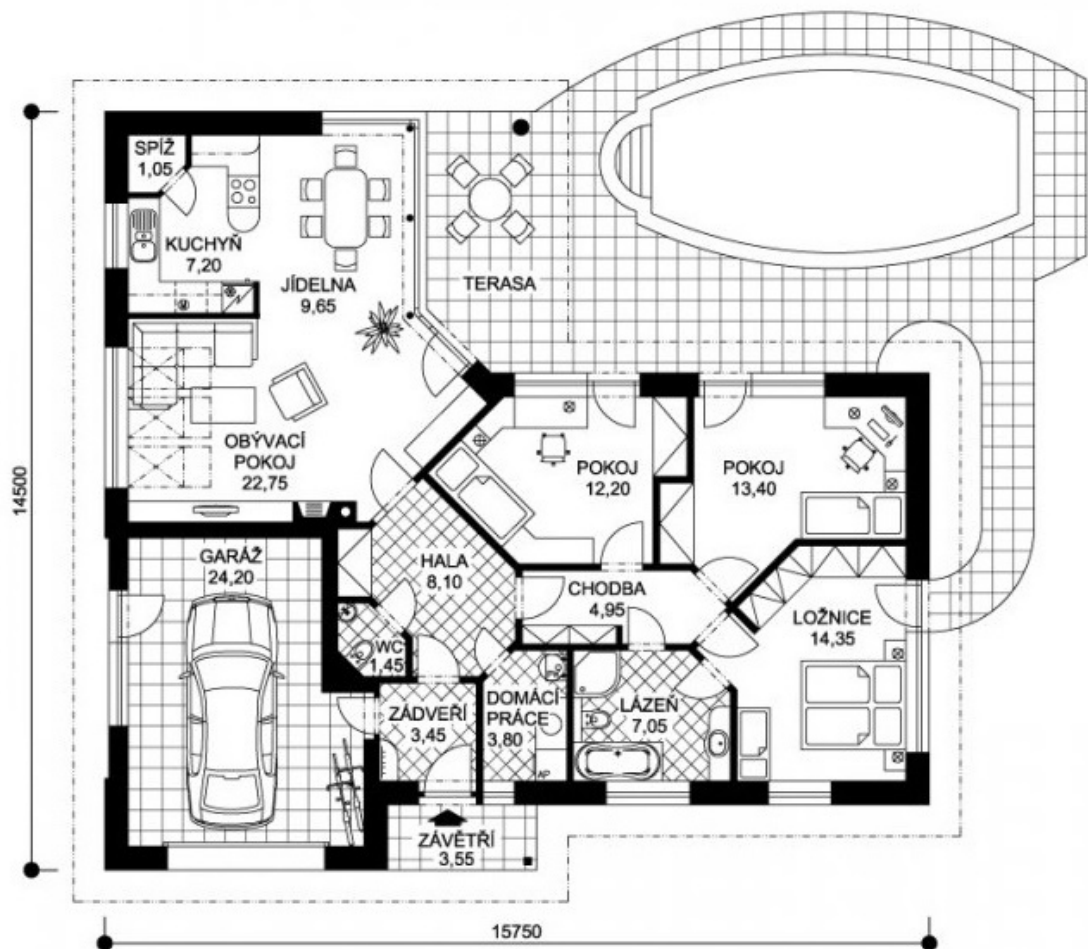 SPÍŽ
1,05
KUCHYŇ
7,20
JÍDELNA
9,65
TERASA
OBÝVACÍ
POKOJ
22,75
POKOJ
12,20
POKOJ
13,40
14500
GARÁŽ
24,20
HALA
8,10
CHODBA
4,95
LOŽNICE
14,35
WC
1,45
ZÁDVEŘÍ
3,45
DOMÁCÍ
PRÁCE
3,80
LÁZEŇ
7,05
AP
ZÁVĚTŘÍ
3,55
15750